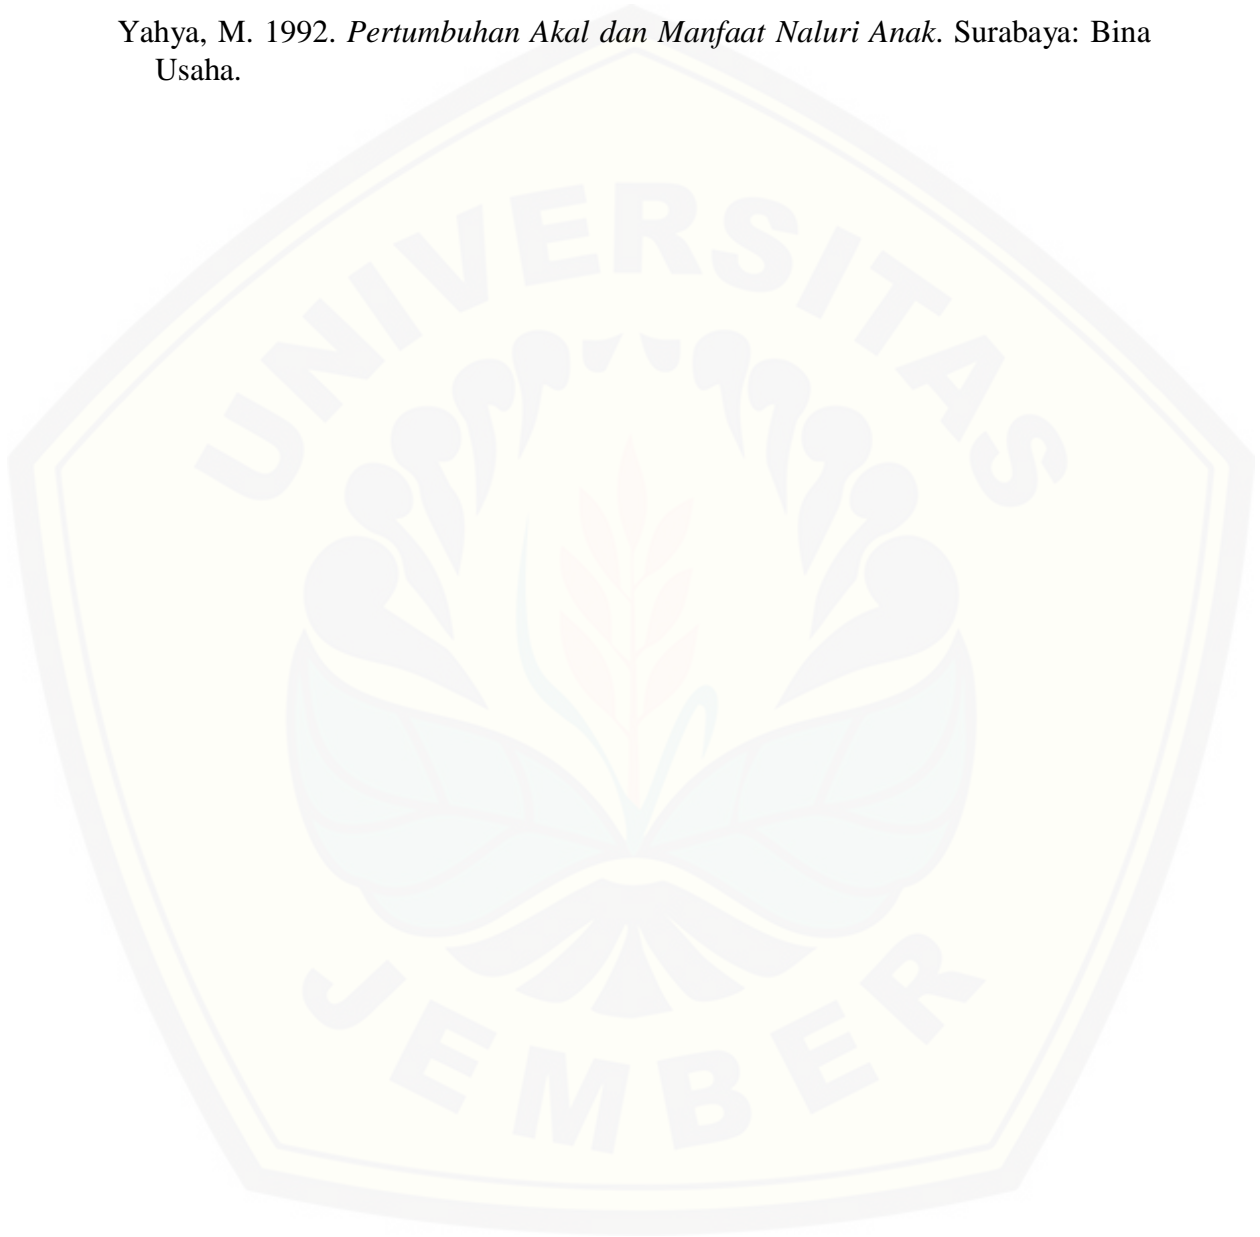 Yahya, M. 1992. Pertumbuhan Akal dan Manfaat Naluri Anak. Surabaya: Bina
Usaha.
UNIVERSITAS
JEMBER